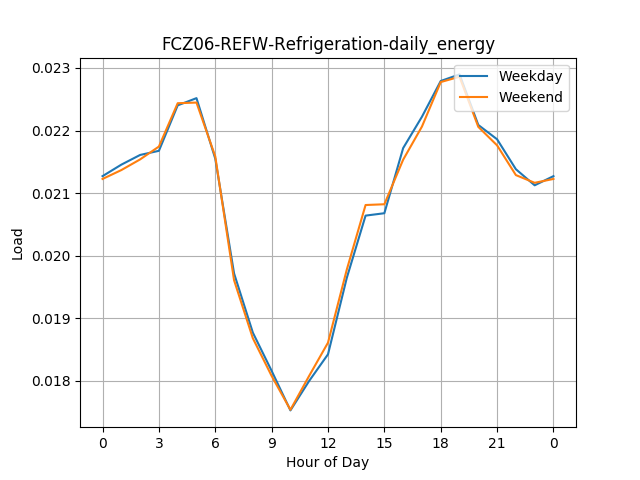 FCZ06-REFW-Refrigeration-daily_energy
0.023
0.022
0.021
0.020
0.019
0.018
Load
Weekday
Weekend
0 3 6 9 12 15 18 21 0
Hour of Day